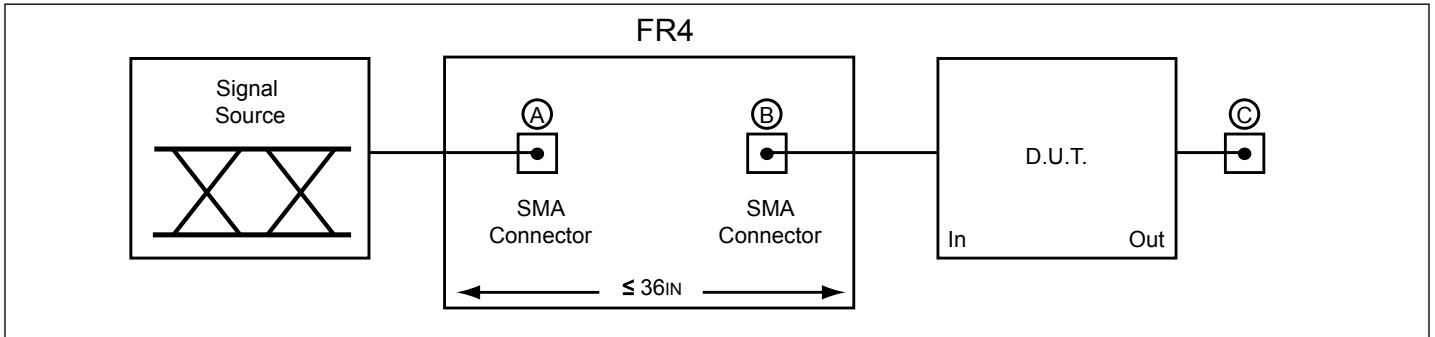 FR4
Signal
Source
A
B
C
D.U.T.
SMA
Connector
SMA
Connector
In
Out
≤ 36IN